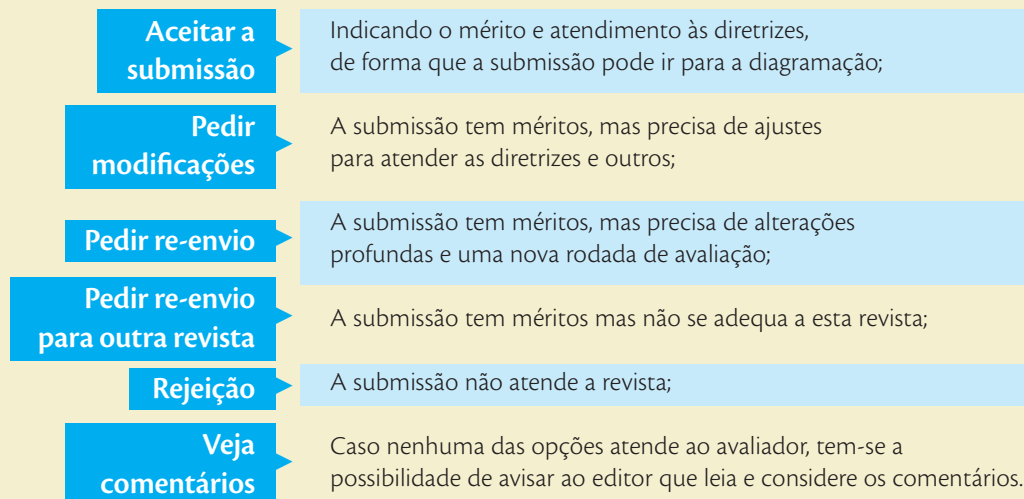 Aceitar a
submissão
Indicando o mérito e atendimento às diretrizes,
de forma que a submissão pode ir para a diagramação;
Pedir
modificações
A submissão tem méritos, mas precisa de ajustes
para atender as diretrizes e outros;
Pedir re-envio
A submissão tem méritos, mas precisa de alterações
profundas e uma nova rodada de avaliação;
Pedir re-envio
para outra revista
A submissão tem méritos mas não se adequa a esta revista;
Rejeição
A submissão não atende a revista;
Veja
comentários
Caso nenhuma das opções atende ao avaliador, tem-se a
possibilidade de avisar ao editor que leia e considere os comentários.